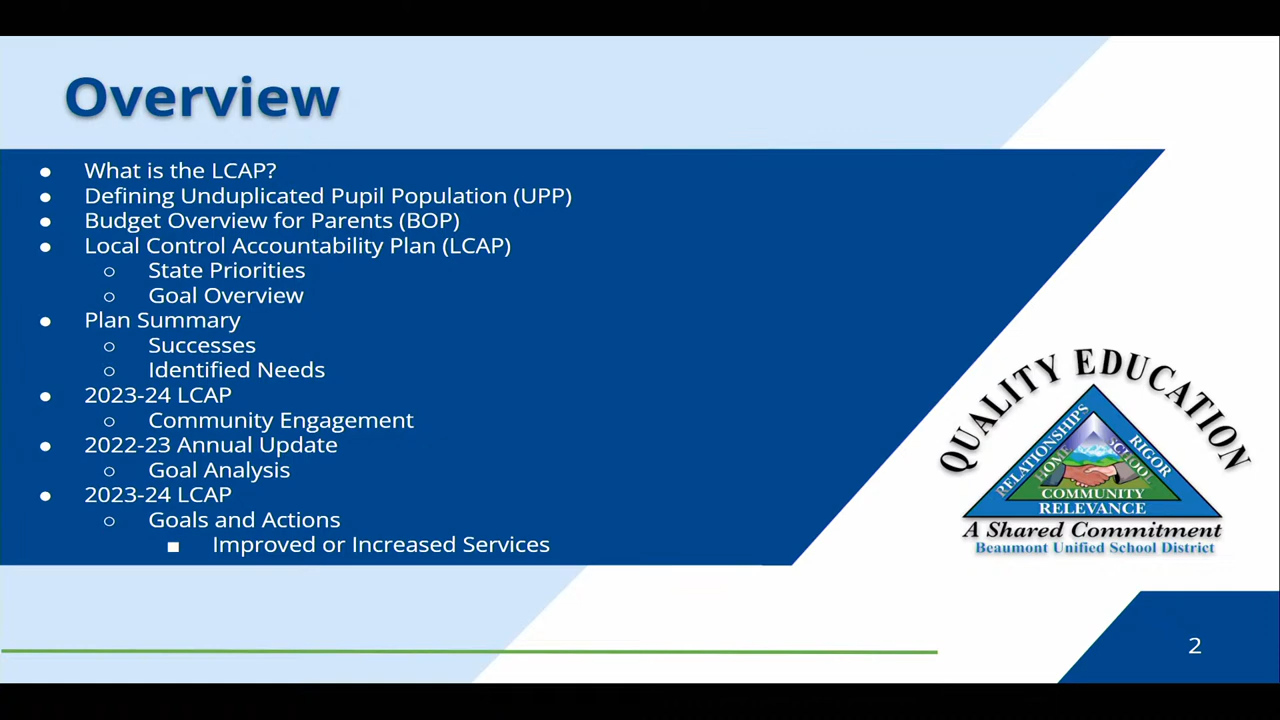 Overview
● What is the LCAP?
● Defining Unduplicated Pupil Population (UPP)
● Budget Overview for Parents (BOP)
● Local Control Accountability Plan (LCAP)
○ State Priorities
○ Goal Overview
● Plan Summary
○ Successes
○ Identified Needs
● 2023-24 LCAP
○ Community Engagement
● 2022-23 Annual Update
○ Goal Analysis
● 2023-24 LCAP
○ Goals and Actions
■ Improved or Increased Services
QUALITY EDUCATION
RELATIONSHIPS
RIGOR
HOME
SCHOOL
COMMUNITY
RELEVANCE
A Shared Commitment
Beaumont Unified School District
2